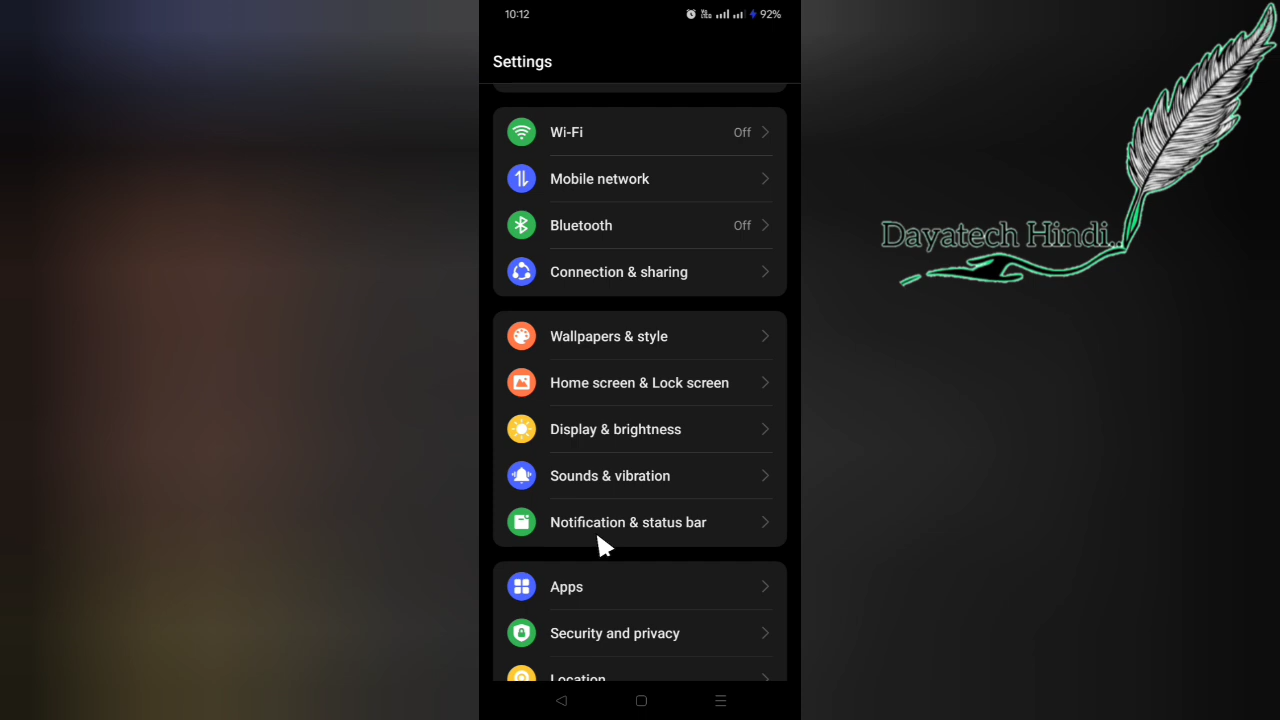 10:12
92%
Settings
Wi-Fi Off
Mobile network
Bluetooth Off
Connection & sharing
Wallpapers & style
Home screen & Lock screen
Display & brightness
Sounds & vibration
Notification & status bar
Apps
Security and privacy
Location
Dayatech Hindi..